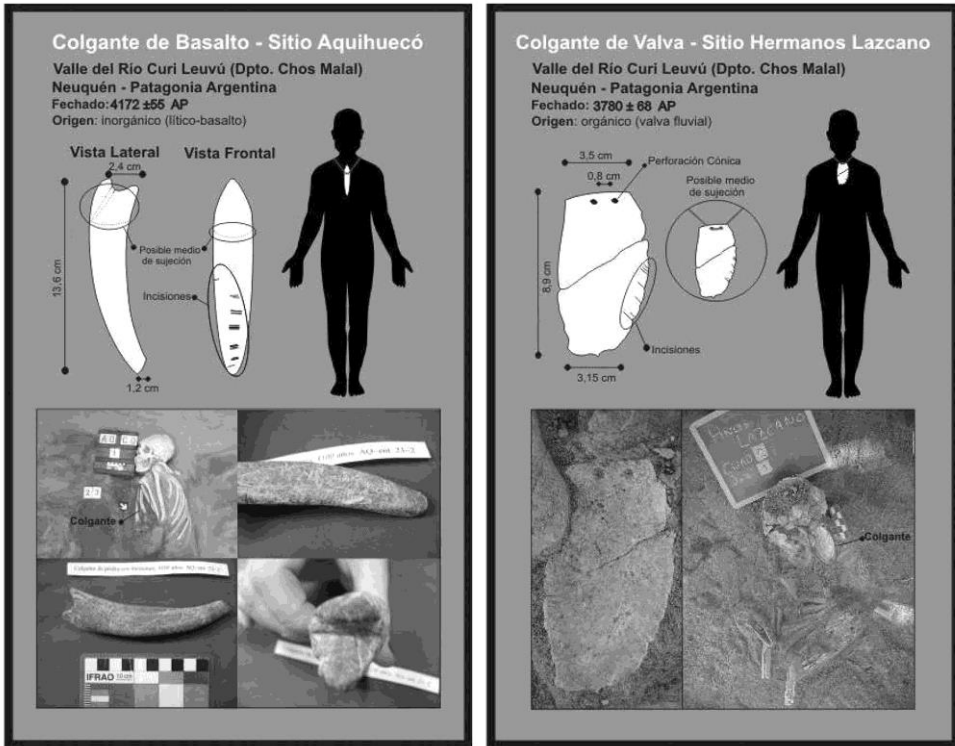 Colgante de Basalto - Sitio Aquihuecó
Valle del Río Curi Leuvú (Dpto. Chos Malal)
Neuquén - Patagonia Argentina
Fechado: 4172 ±55 AP
Origen: inorgánico (lítico-basalto)
Vista Lateral
Vista Frontal
2,4 cm
13,6 cm
Posible medio
de sujeción
Incisiones
1,2 cm
Colgante
IFRAO
Colgante de Valva - Sitio Hermanos Lazcano
Valle del Río Curi Leuvú (Dpto. Chos Malal)
Neuquén - Patagonia Argentina
Fechado: 3780 ± 68 AP
Origen: orgánico (valva fluvial)
3,5 cm
Perforación Cónica
0,8 cm
Posible medio
de sujeción
8,9 cm
Incisiones
3,15 cm
LAZCANO
Colgante